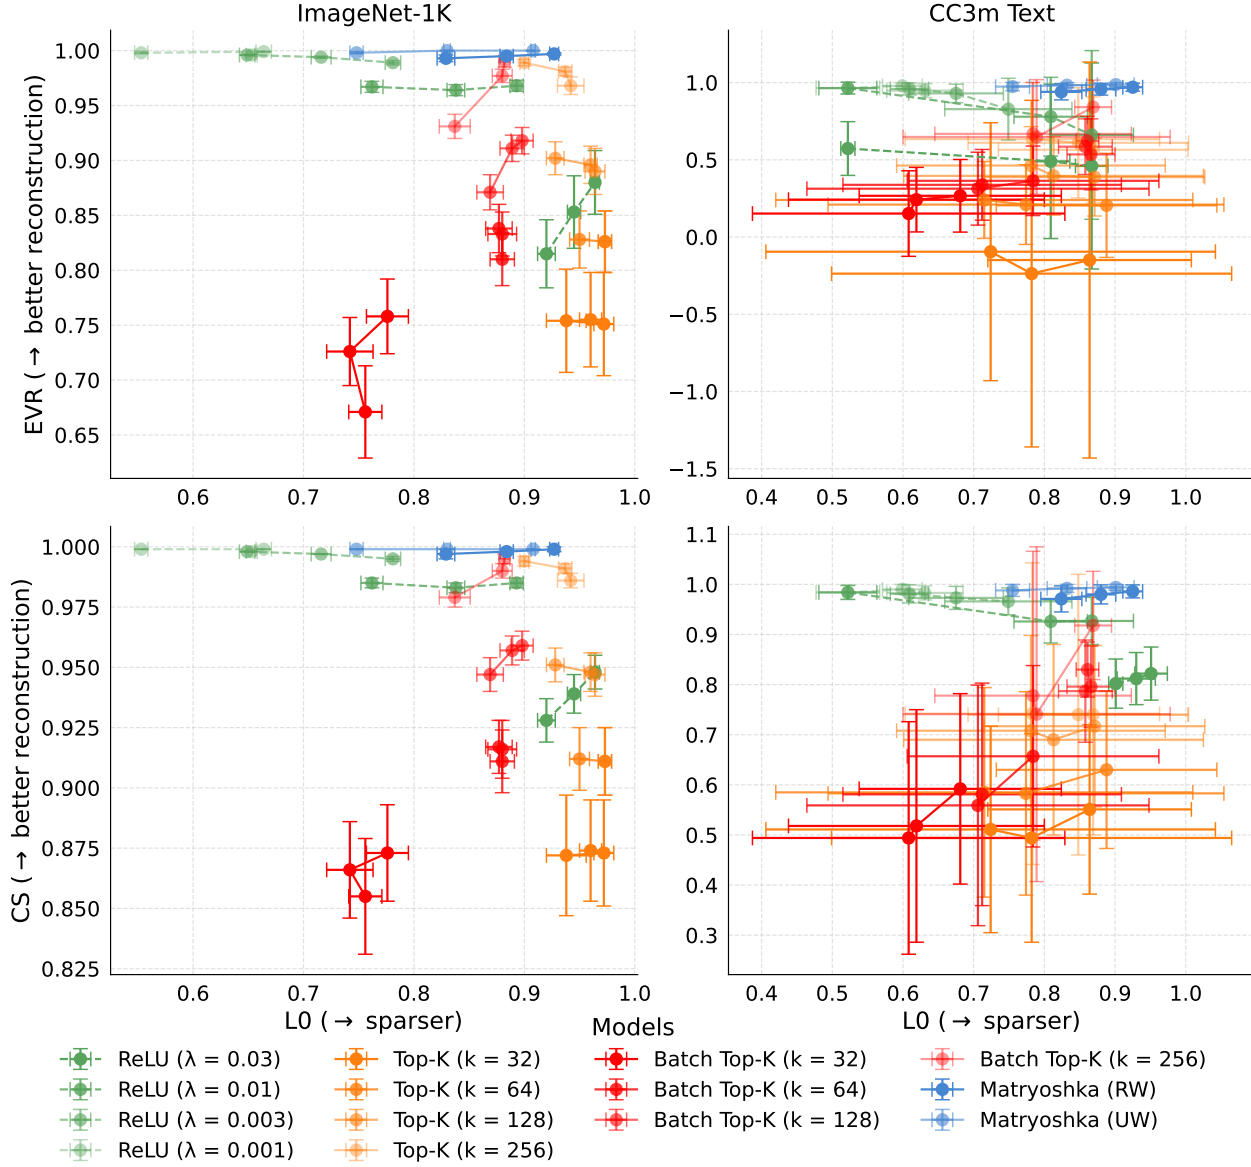 ImageNet-1K
CC3m Text
EVR (→ better reconstruction)
1.00
0.95
0.90
0.85
0.80
0.75
0.70
0.65
0.6 0.7 0.8 0.9 1.0
1.0
0.5
0.0
−0.5
−1.0
−1.5
0.4 0.5 0.6 0.7 0.8 0.9 1.0
CS (→ better reconstruction)
1.000
0.975
0.950
0.925
0.900
0.875
0.850
0.825
0.6 0.7 0.8 0.9 1.0
L0 (→ sparser)
1.1
1.0
0.9
0.8
0.7
0.6
0.5
0.4
0.3
0.4 0.5 0.6 0.7 0.8 0.9 1.0
L0 (→ sparser)
Models
ReLU (λ = 0.03)
ReLU (λ = 0.01)
ReLU (λ = 0.003)
ReLU (λ = 0.001)
Top-K (k = 32)
Top-K (k = 64)
Top-K (k = 128)
Top-K (k = 256)
Batch Top-K (k = 32)
Batch Top-K (k = 64)
Batch Top-K (k = 128)
Batch Top-K (k = 256)
Matryoshka (RW)
Matryoshka (UW)